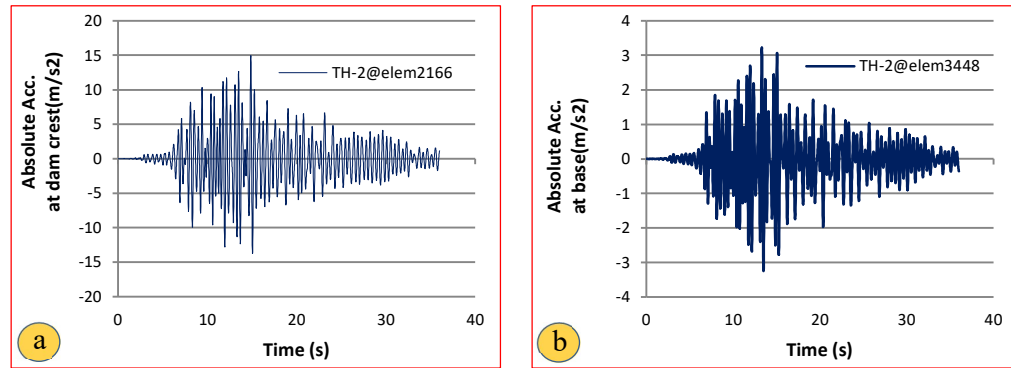 Absolute Acc.
at dam crest(m/s2)
20
15
10
5
0
-5
-10
-15
-20
TH-2@elem2166
0 10 20 30 40
Time (s)
a
Absolute Acc.
at base(m/s2)
4
3
2
1
0
-1
-2
-3
-4
TH-2@elem3448
0 10 20 30 40
Time (s)
b